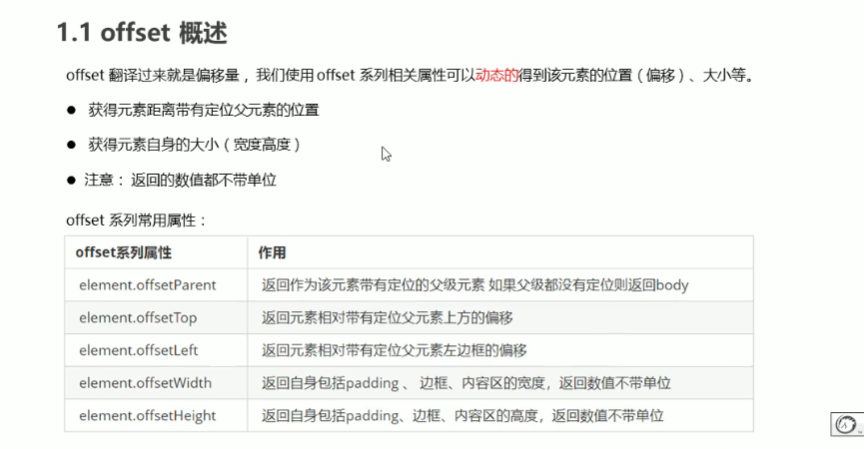 1.1 offset 概述
offset 翻译过来就是偏移量， 我们使用 offset 系列相关属性可以动态的得到该元素的位置（偏移）、大小等。
● 获得元素距离带有定位父元素的位置
● 获得元素自身的大小（宽度高度）
● 注意： 返回的数值都不带单位
offset 系列常用属性：
offset系列属性 作用
element.offsetParent 返回作为该元素带有定位的父级元素 如果父级都没有定位则返回body
element.offsetTop 返回元素相对带有定位父元素上方的偏移
element.offsetLeft 返回元素相对带有定位父元素左边框的偏移
element.offsetWidth 返回自身包括padding 、 边框、内容区的宽度，返回数值不带单位
element.offsetHeight 返回自身包括padding、边框、内容区的高度，返回数值不带单位